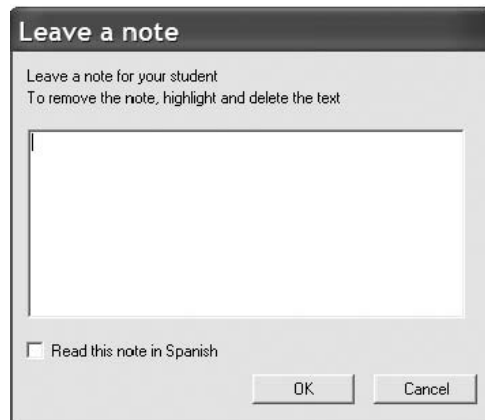 Leave a note
Leave a note for your student
To remove the note, highlight and delete the text
Read this note in Spanish
OK
Cancel